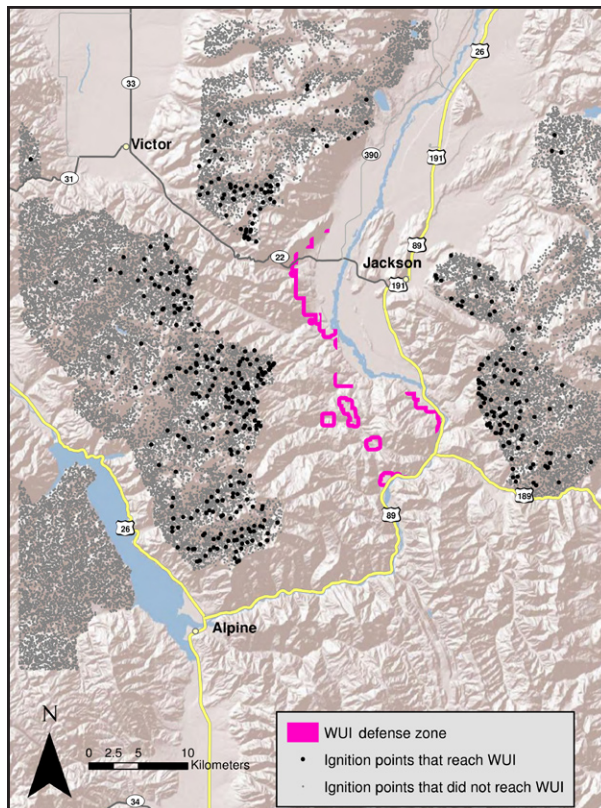 26
33
Victor
191
390
31
89
22
Jackson
191
26
189
89
Alpine
N
0 2.5 5 10
Kilometers
34
WUI defense zone
Ignition points that reach WUI
Ignition points that did not reach WUI